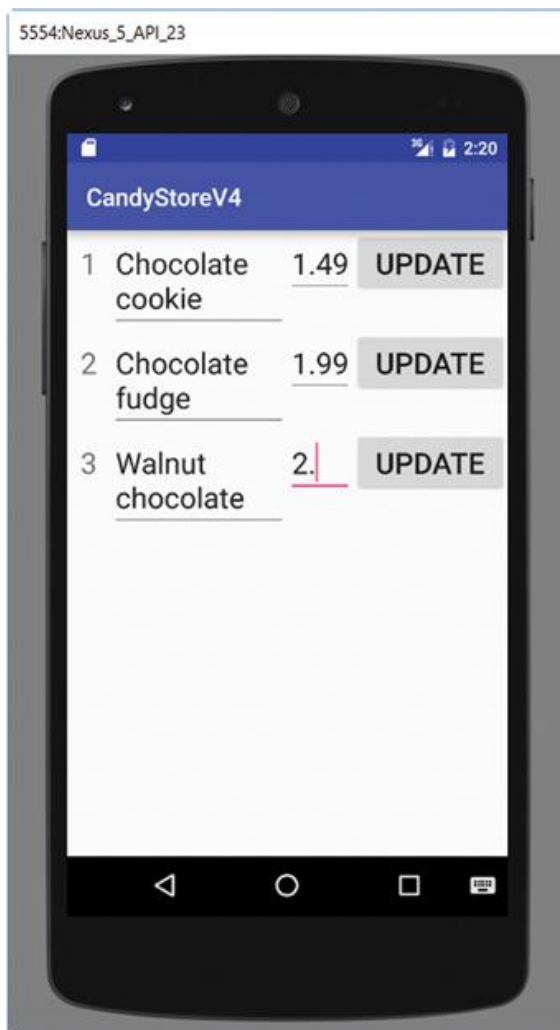 5554:Nexus_5_API_23
3G 2:20
CandyStoreV4
1 Chocolate 1.49 UPDATE
cookie
2 Chocolate 1.99 UPDATE
fudge
3 Walnut 2. UPDATE
chocolate